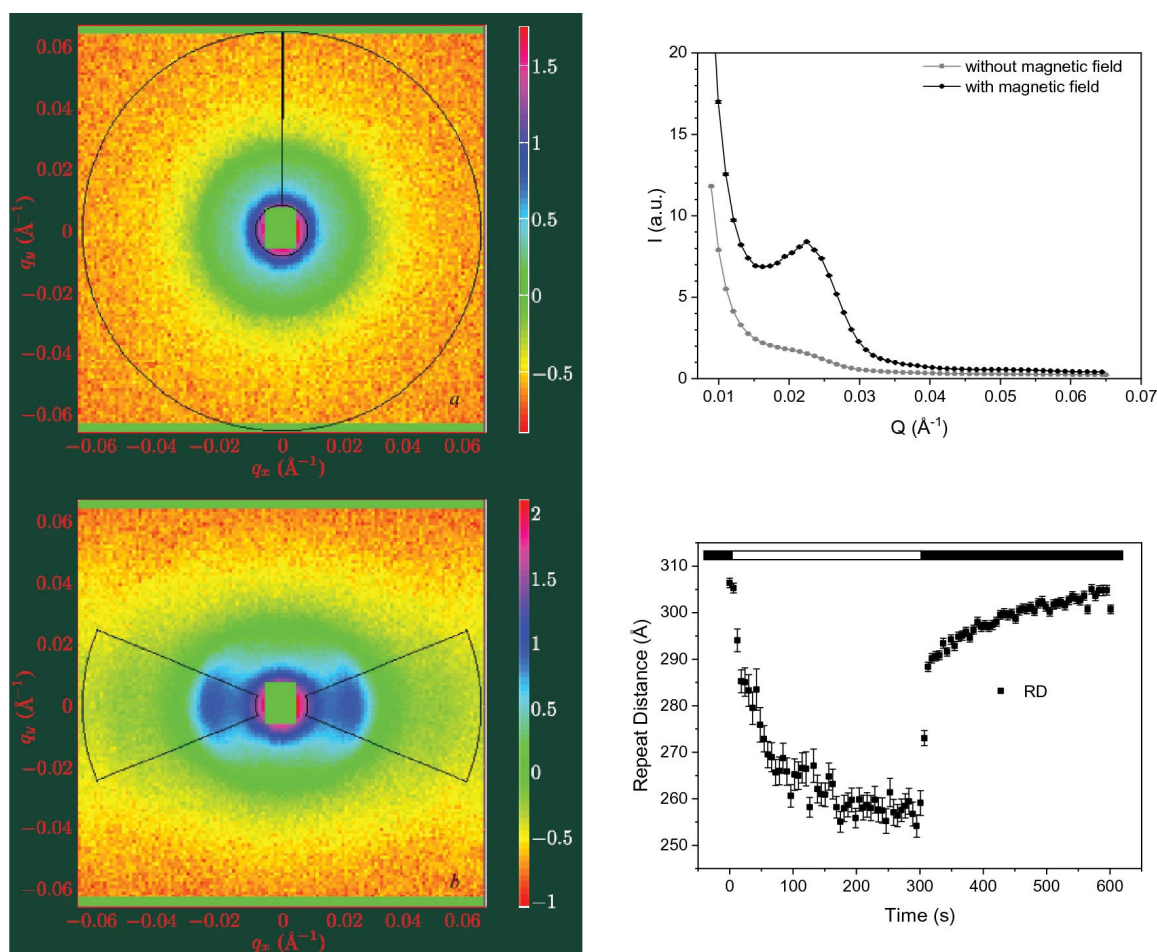 0.06
0.04
0.02
0
−0.02
−0.04
−0.06
q_y (Å⁻¹)
−0.06 −0.04 −0.02 0 0.02 0.04 0.06
q_x (Å⁻¹)
a
1.5
1
0.5
0
−0.5
0.06
0.04
0.02
0
−0.02
−0.04
−0.06
q_y (Å⁻¹)
−0.06 −0.04 −0.02 0 0.02 0.04 0.06
q_x (Å⁻¹)
b
2
1.5
1
0.5
0
−0.5
−1
20
15
10
5
0
I (a.u.)
without magnetic field
with magnetic field
0.01 0.02 0.03 0.04 0.05 0.06 0.07
Q (Å⁻¹)
310
305
300
290
280
270
260
250
Repeat Distance (Å)
RD
0 100 200 300 400 500 600
Time (s)